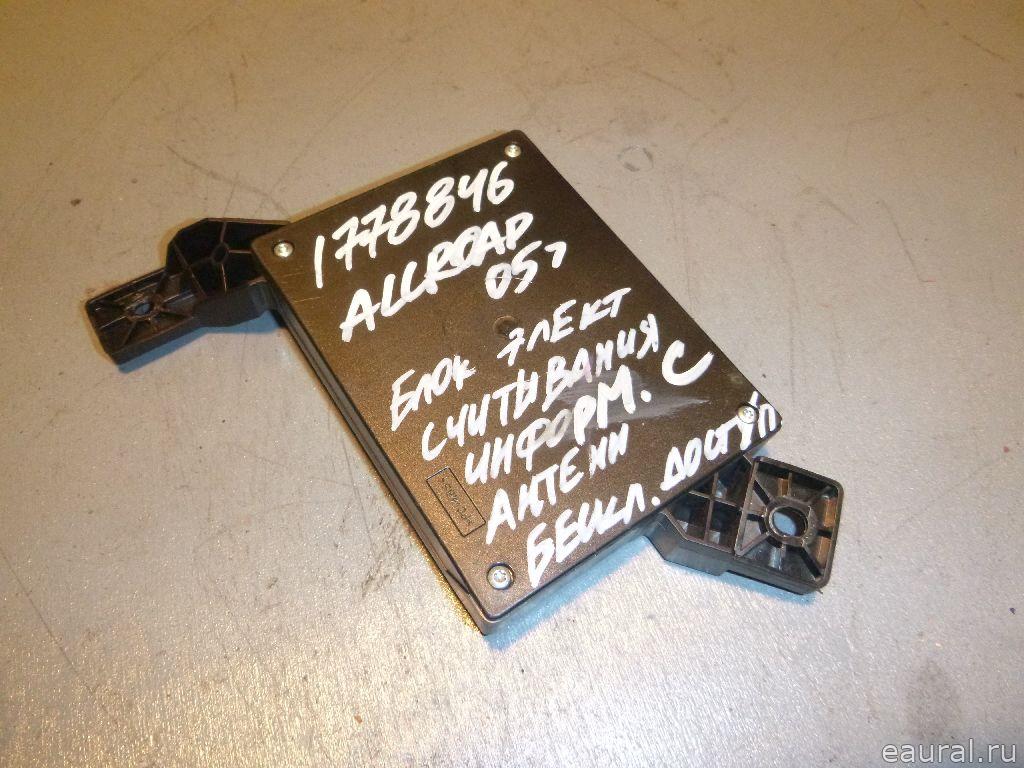 1778846
ALLROAD
05г
БЛОК ЭЛЕКТ
СЧИТЫВАНИЯ
ИНФОРМ. С
АНТЕНН
БЕСКЛ. ДОСТУП
eaural.ru